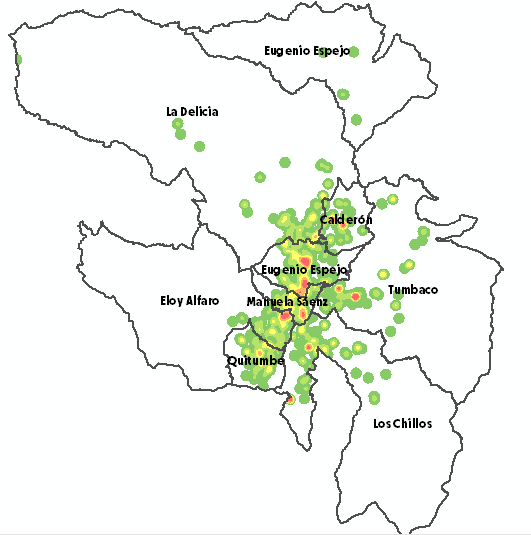 Eugenio Espejo
La Delicia
Calderón
Eugenio Espejo
Tumbaco
Eloy Alfaro
Manuela Sáenz
Quitumbe
Los Chillos